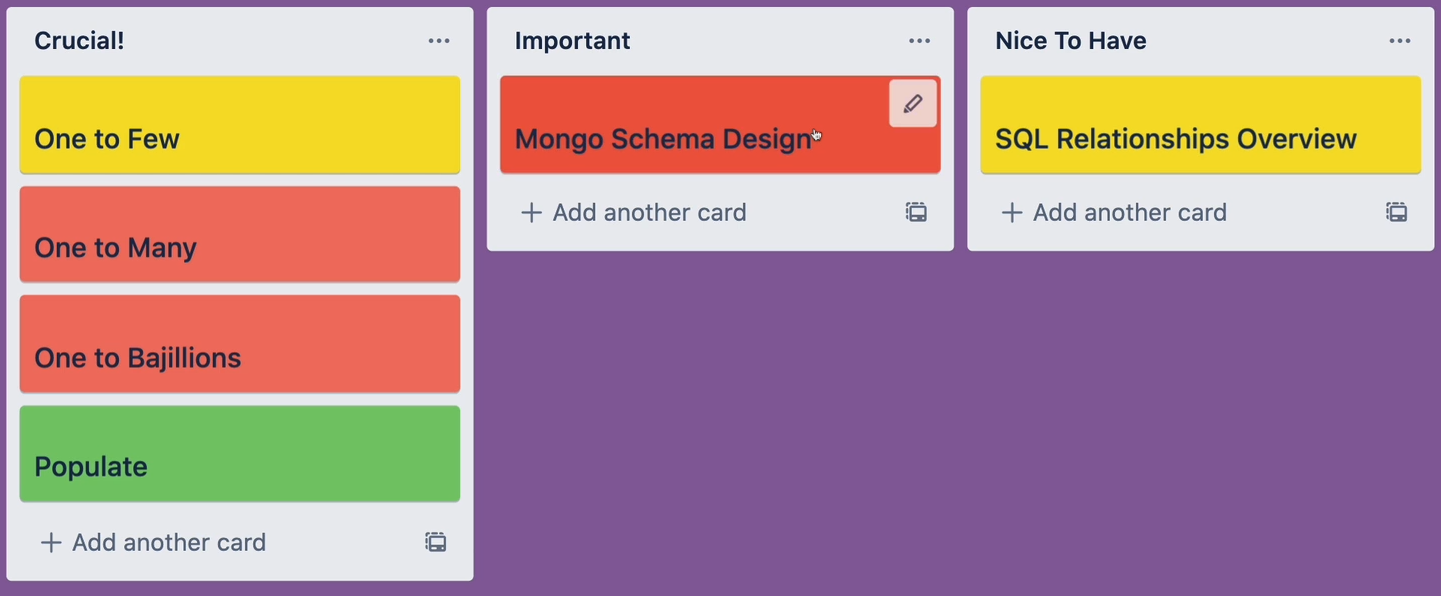 Crucial!
One to Few
One to Many
One to Bajillions
Populate
Add another card
Important
Mongo Schema Design
Add another card
Nice To Have
SQL Relationships Overview
Add another card